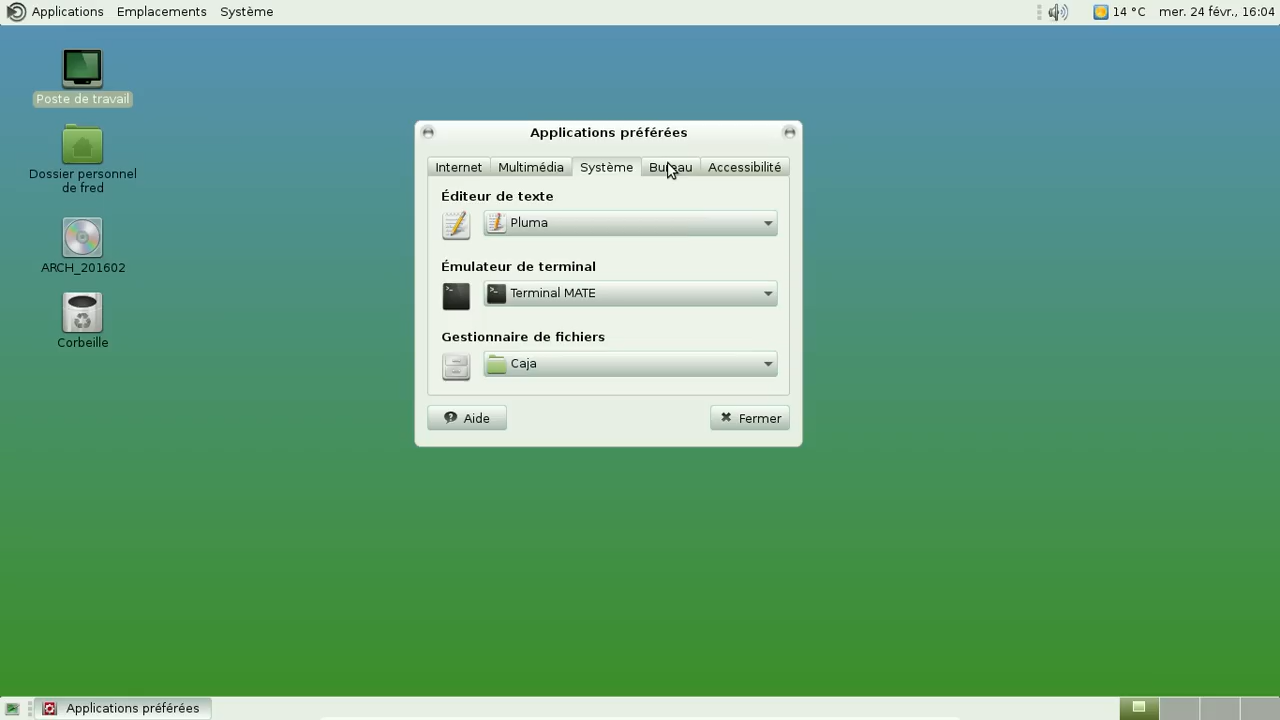 Applications Emplacements Système 14 °C mer. 24 févr., 16:04
Poste de travail
Dossier personnel
de fred
ARCH_201602
Corbeille
Applications préférées
Internet Multimédia Système Bureau Accessibilité
Éditeur de texte
Pluma
Émulateur de terminal
Terminal MATE
Gestionnaire de fichiers
Caja
Aide Fermer
Applications préférées